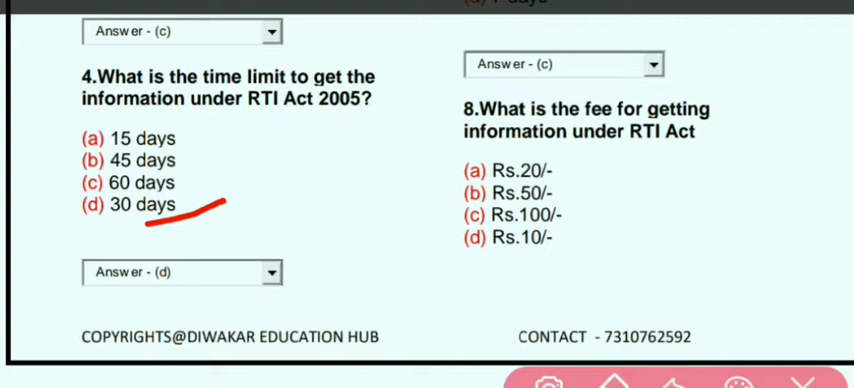 Answer - (c)
4.What is the time limit to get the
information under RTI Act 2005?
(a) 15 days
(b) 45 days
(c) 60 days
(d) 30 days
Answer - (d)
Answer - (c)
8.What is the fee for getting
information under RTI Act
(a) Rs.20/-
(b) Rs.50/-
(c) Rs.100/-
(d) Rs.10/-
COPYRIGHTS@DIWAKAR EDUCATION HUB
CONTACT - 7310762592